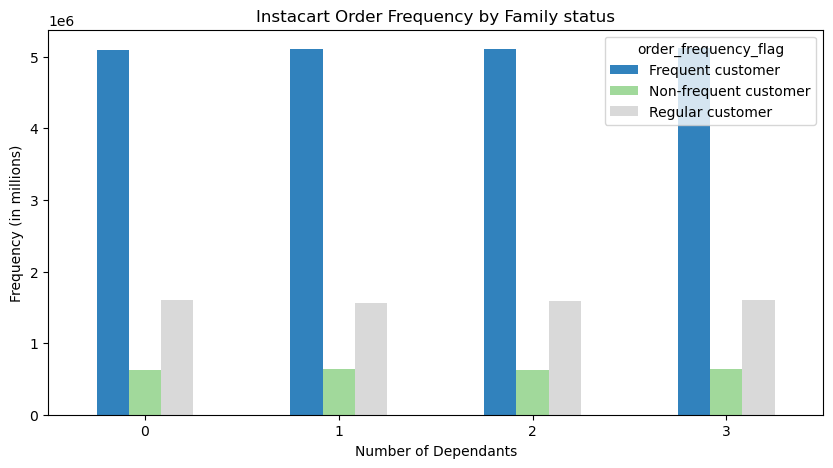 Instacart Order Frequency by Family status
1e6
order_frequency_flag
Frequent customer
Non-frequent customer
Regular customer
Frequency (in millions)
5
4
3
2
1
0
0 1 2 3
Number of Dependants